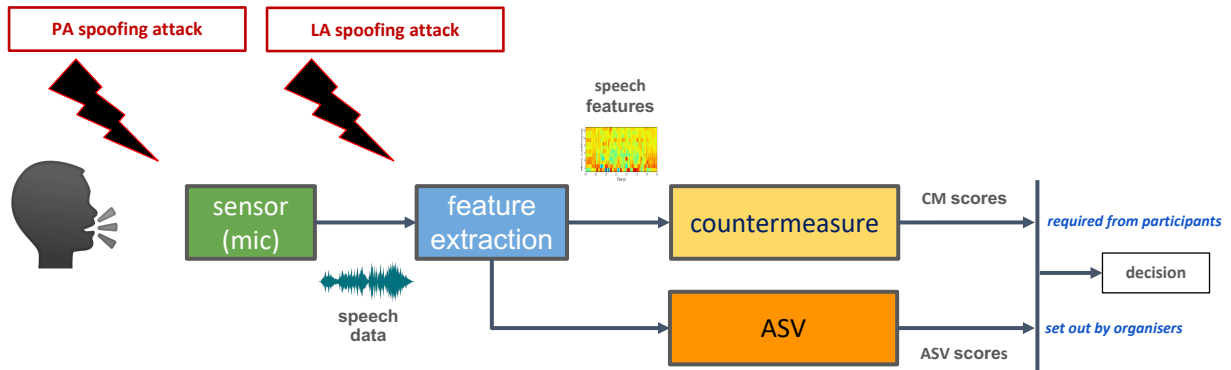 PA spoofing attack
LA spoofing attack
speech
features
sensor
(mic)
feature
extraction
countermeasure
CM scores
required from participants
decision
speech
data
ASV
ASV scores
set out by organisers